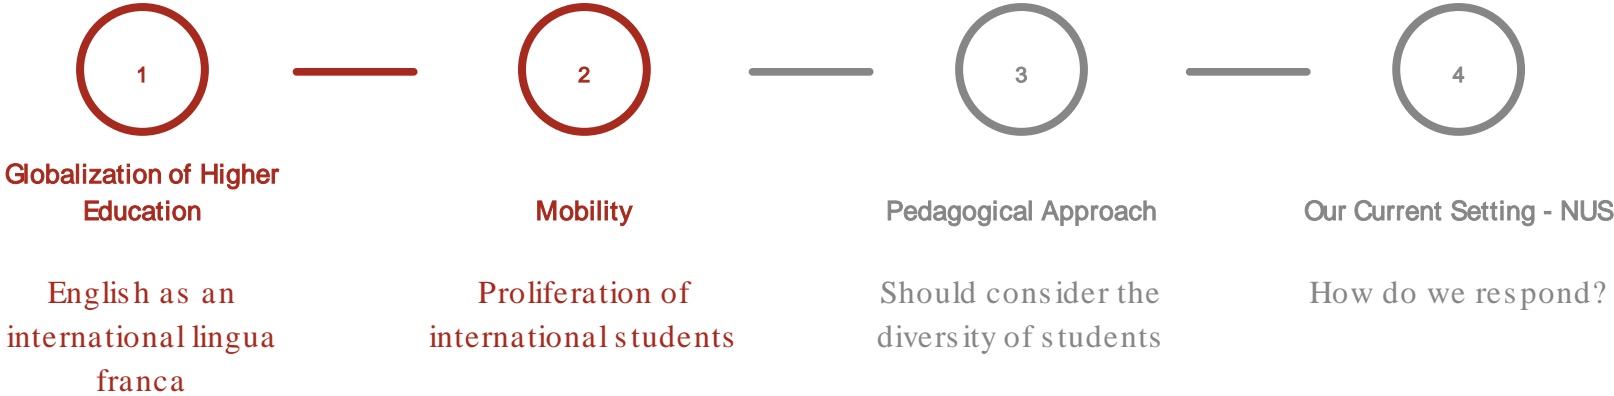 1
2
3
4
Globalization of Higher
Education
Mobility
Pedagogical Approach
Our Current Setting - NUS
English as an
international lingua
franca
Proliferation of
international students
Should consider the
diversity of students
How do we respond?